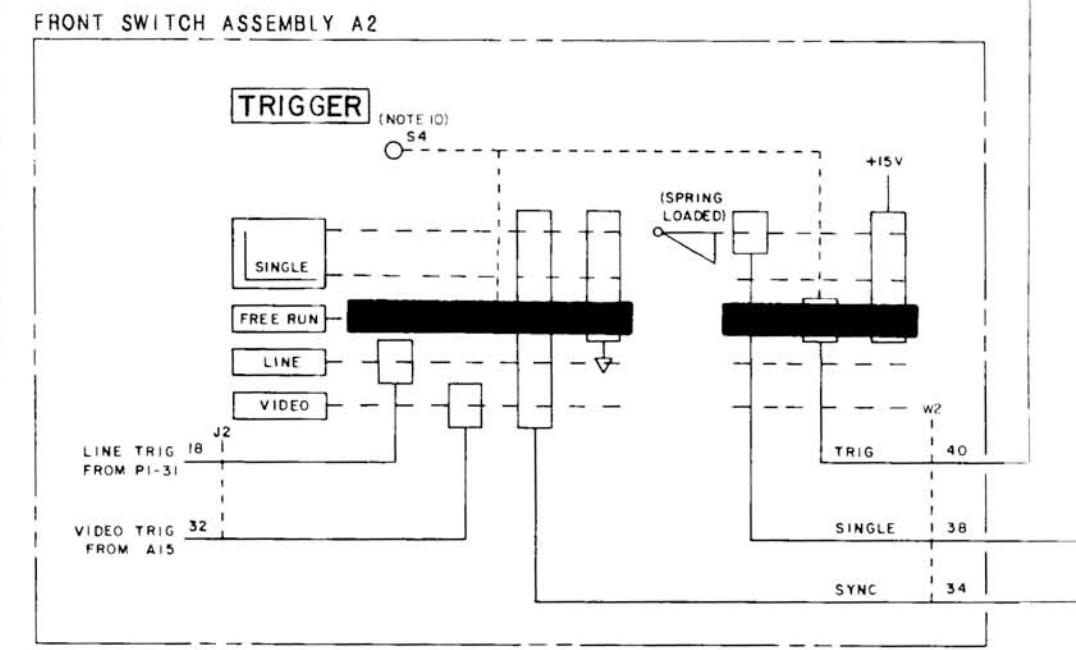 FRONT SWITCH ASSEMBLY A2
TRIGGER
(NOTE 10)
S4
+15V
(SPRING
LOADED)
SINGLE
FREE RUN
LINE
VIDEO
W2
J2
LINE TRIG 18
FROM P1-31
TRIG 40
VIDEO TRIG 32
FROM A15
SINGLE 38
SYNC 34